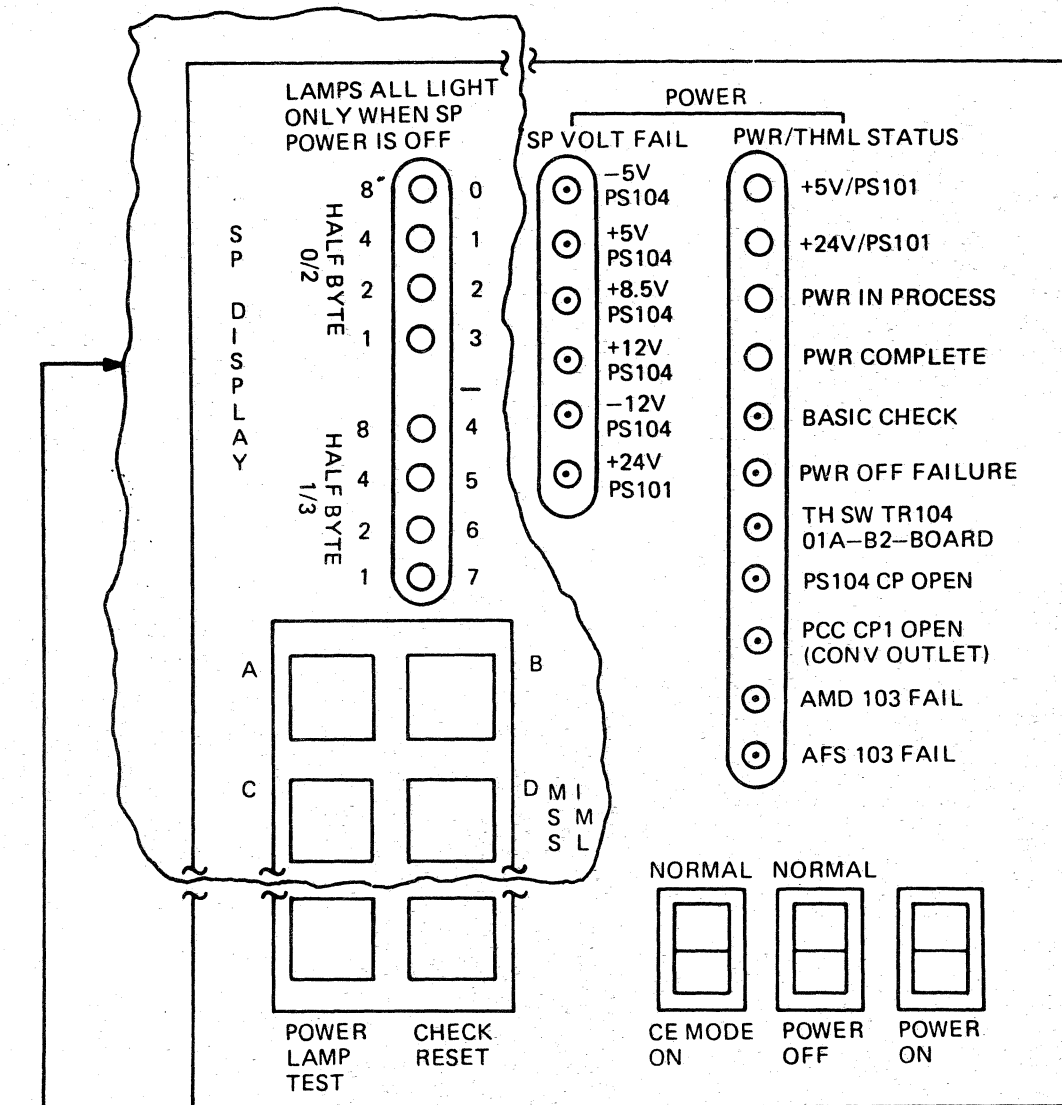 LAMPS ALL LIGHT
ONLY WHEN SP
POWER IS OFF
SP DISPLAY
HALF BYTE
0/2
8 0
4 1
2 2
1 3
—
HALF BYTE
1/3
8 4
4 5
2 6
1 7
POWER
SP VOLT FAIL
−5V
PS104
+5V
PS104
+8.5V
PS104
+12V
PS104
−12V
PS104
+24V
PS101
PWR/THML STATUS
+5V/PS101
+24V/PS101
PWR IN PROCESS
PWR COMPLETE
BASIC CHECK
PWR OFF FAILURE
TH SW TR104
01A−B2−BOARD
PS104 CP OPEN
PCC CP1 OPEN
(CONV OUTLET)
AMD 103 FAIL
AFS 103 FAIL
A B
C D
MSS
IML
POWER
LAMP
TEST
CHECK
RESET
NORMAL
CE MODE
ON
NORMAL
POWER
OFF
POWER
ON